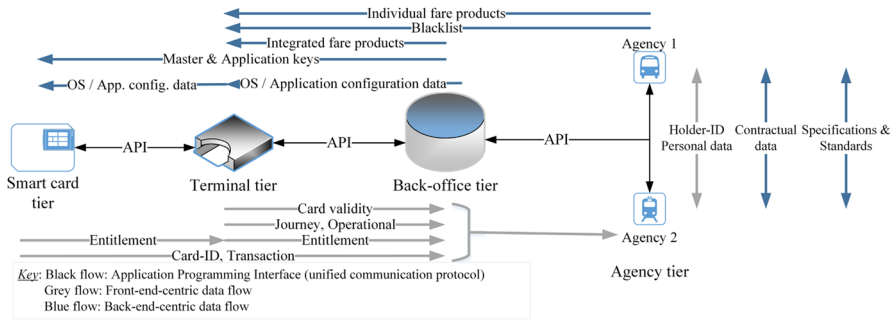 Individual fare products
Blacklist
Integrated fare products
Agency 1
Master & Application keys
OS / App. config. data
OS / Application configuration data
API
API
API
Holder-ID
Personal data
Contractual
data
Specifications &
Standards
Smart card
tier
Terminal tier
Back-office tier
Card validity
Journey, Operational
Entitlement
Entitlement
Card-ID, Transaction
Agency 2
Agency tier
Key: Black flow: Application Programming Interface (unified communication protocol)
Grey flow: Front-end-centric data flow
Blue flow: Back-end-centric data flow